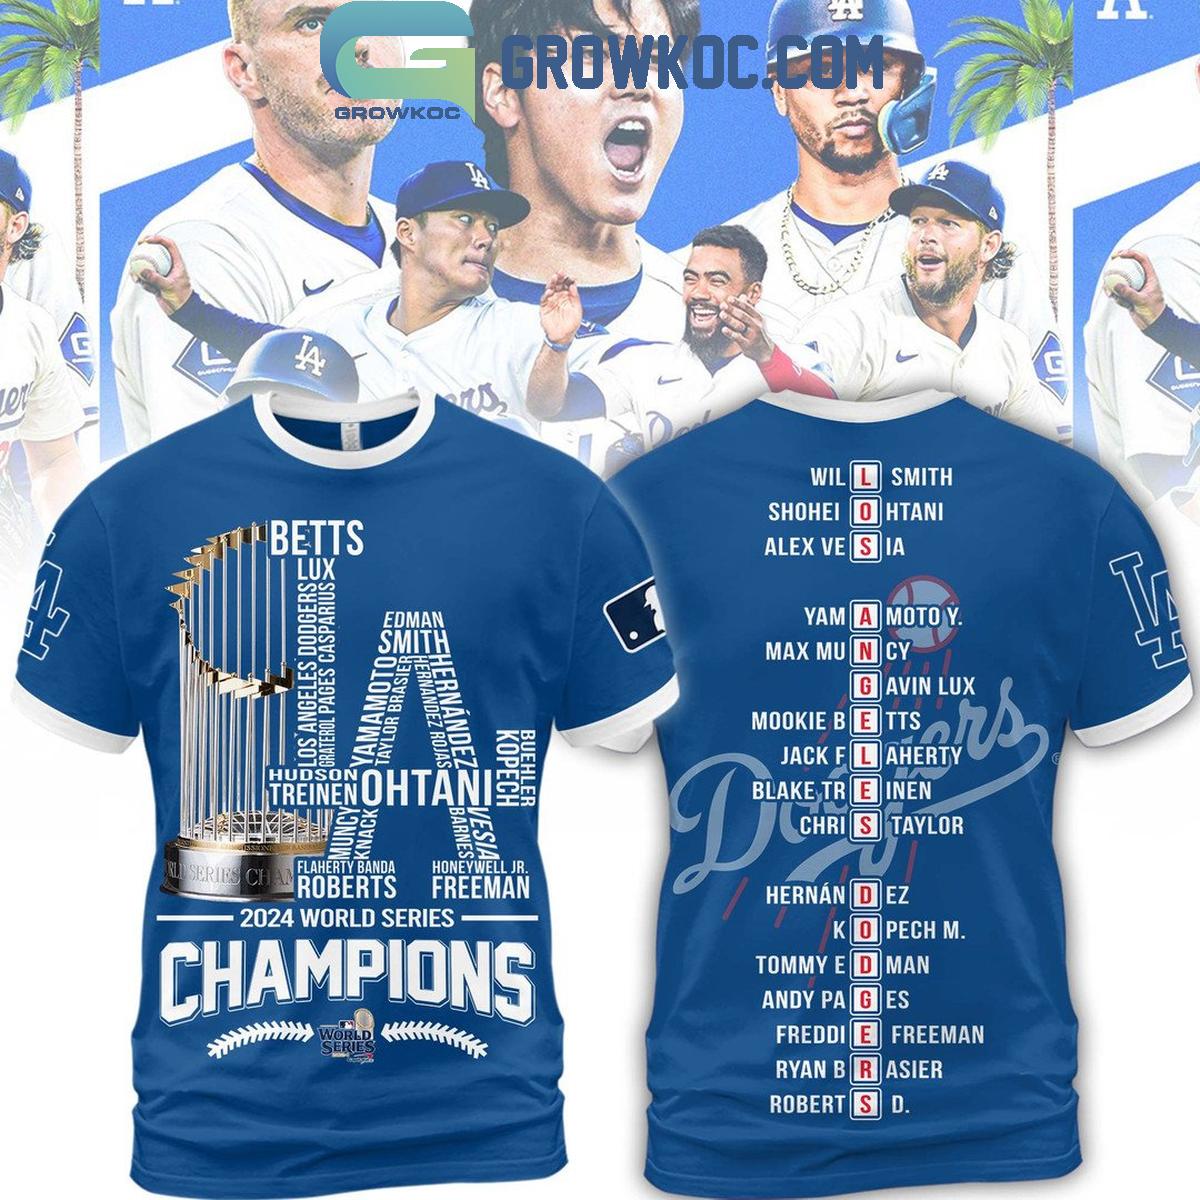 GROWKOC.COM
GROWKOC
BETTS
LUX
LOS ANGELES DODGERS
GRATEROL PAGES CASPARIUS
EDMAN
SMITH
YAMAMOTO
TAYLOR BRASIER
HERNÁNDEZ
HERNANDEZ ROJAS
BUEHLER
KOPECH
HUDSON
TREINEN
OHTANI
MUNCY
KNACK
VESIA
BARNES
FLAHERTY BANDA
ROBERTS
HONEYWELL JR.
FREEMAN
2024 WORLD SERIES
CHAMPIONS
WORLD
SERIES
WIL L SMITH
SHOHEI O HTANI
ALEX VE S IA
YAM A MOTO Y.
MAX MU N CY
G AVIN LUX
MOOKIE B E TTS
JACK F L AHERTY
BLAKE TR E INEN
CHRI S TAYLOR
HERNÁN D EZ
K O PECH M.
TOMMY E D MAN
ANDY PA G ES
FREDDI E FREEMAN
RYAN B R ASIER
ROBERT S D.
Dodgers
LA